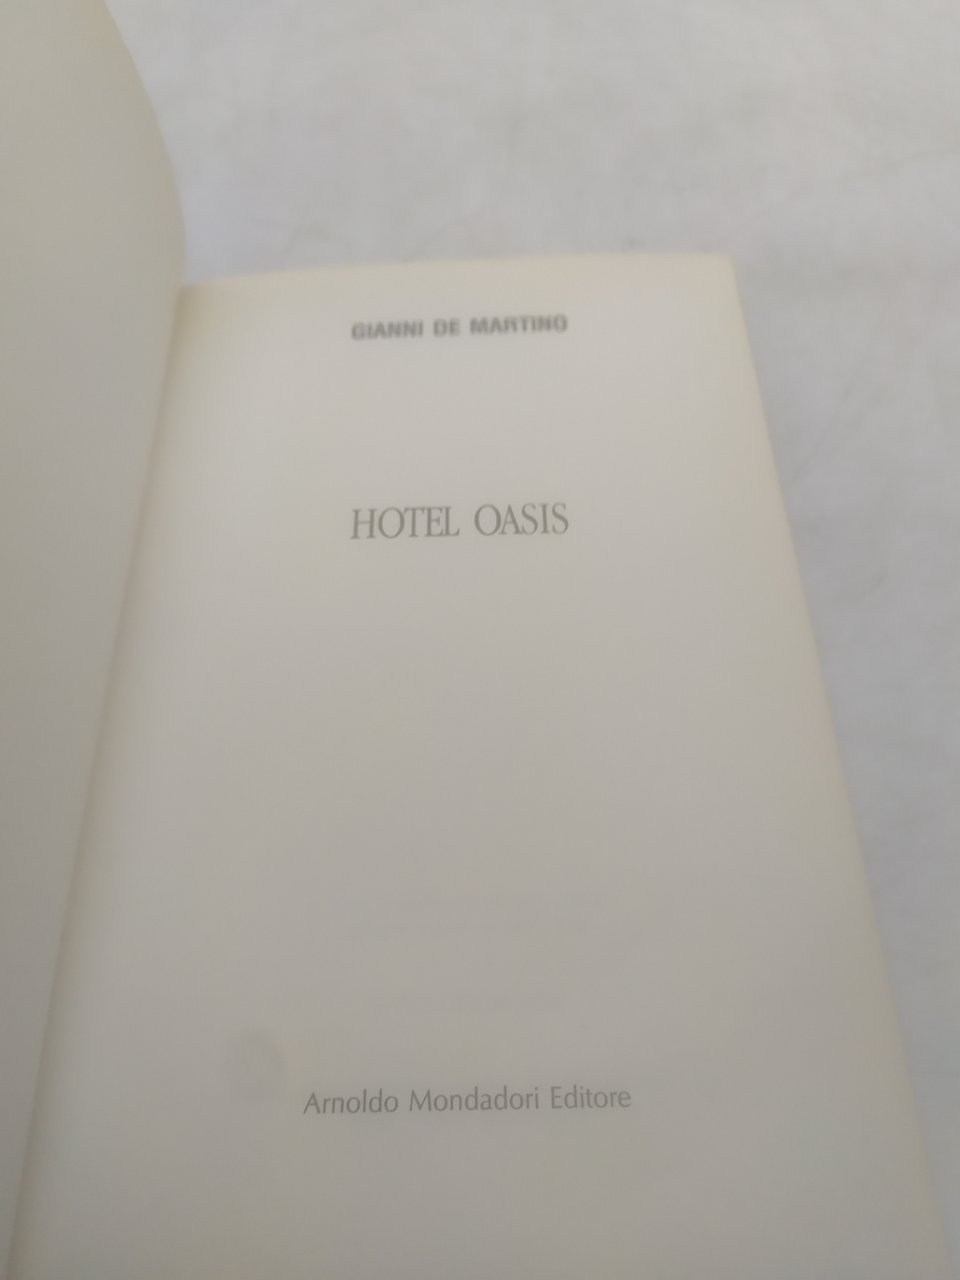 GIANNI DE MARTINO
HOTEL OASIS
Arnoldo Mondadori Editore